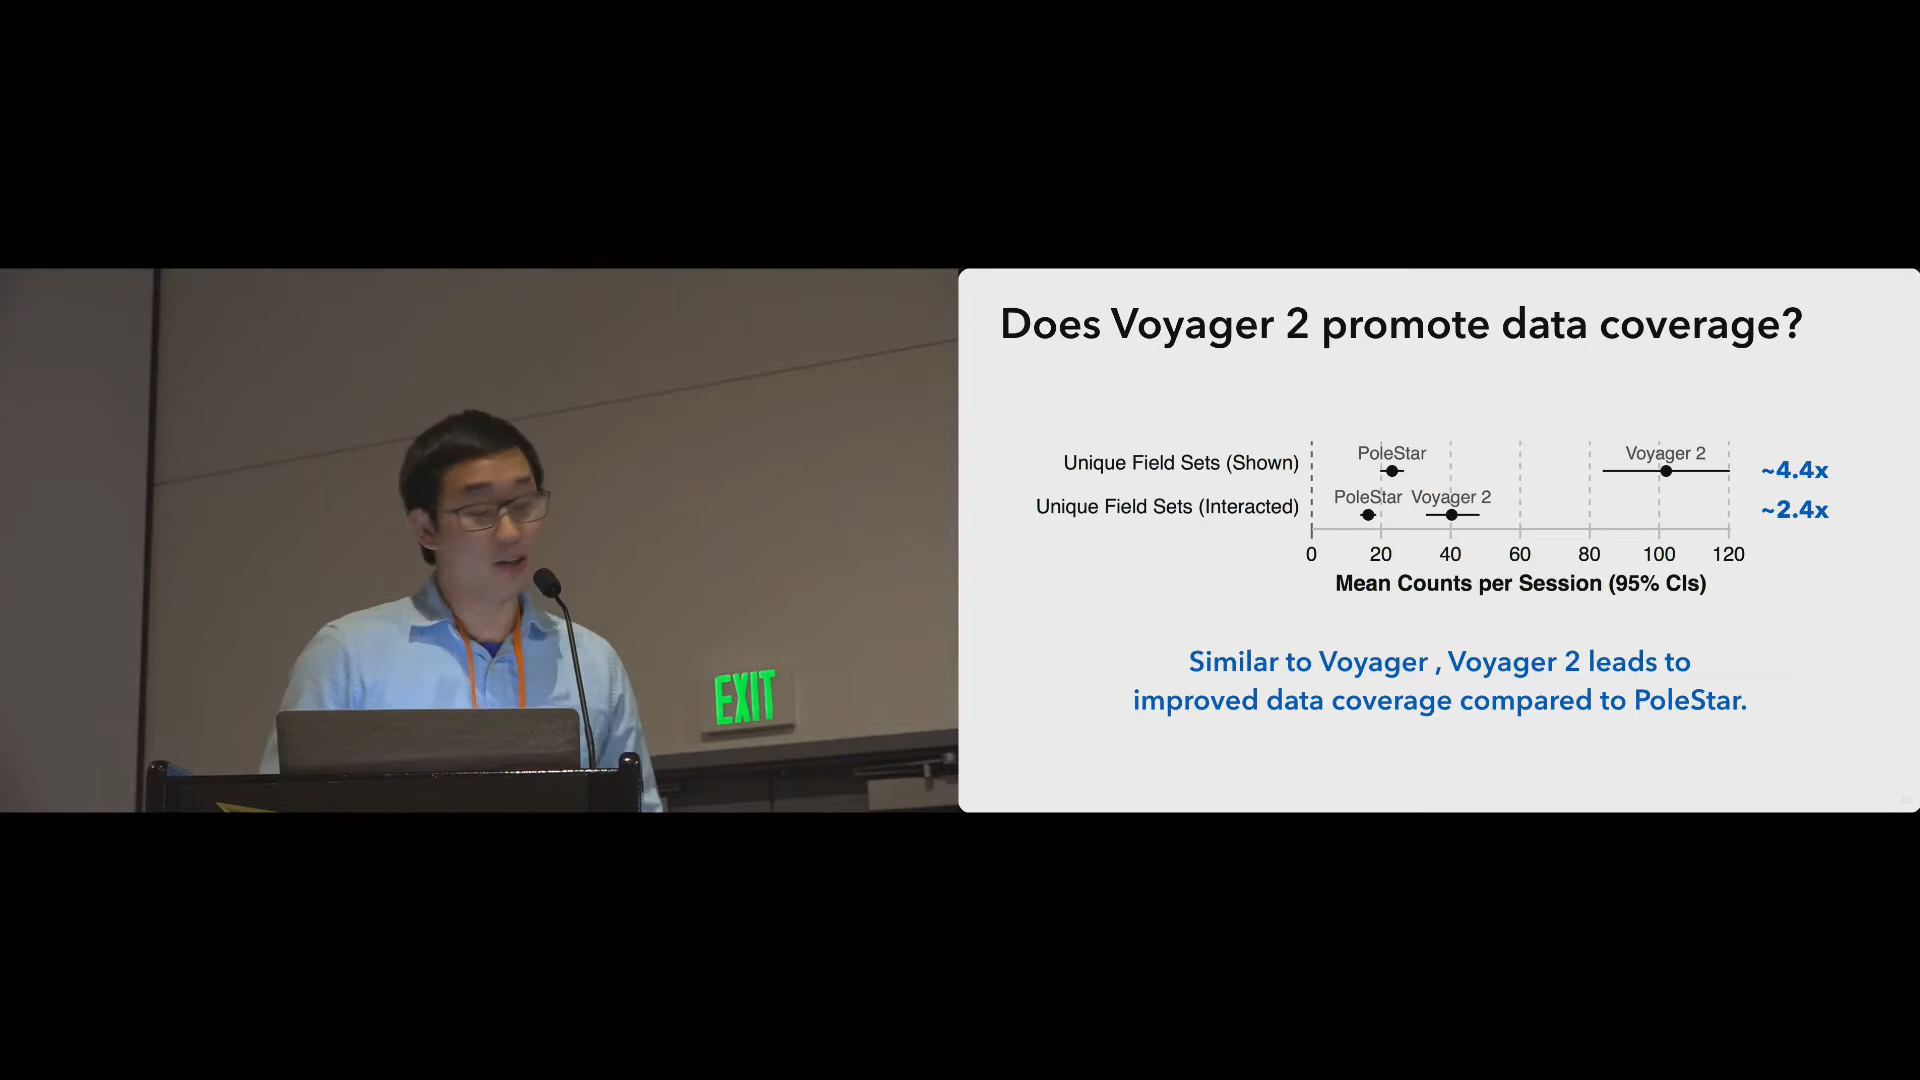 EXIT
Does Voyager 2 promote data coverage?
Unique Field Sets (Shown)
PoleStar
Voyager 2
~4.4x
Unique Field Sets (Interacted)
PoleStar
Voyager 2
~2.4x
0 20 40 60 80 100 120
Mean Counts per Session (95% CIs)
Similar to Voyager , Voyager 2 leads to
improved data coverage compared to PoleStar.